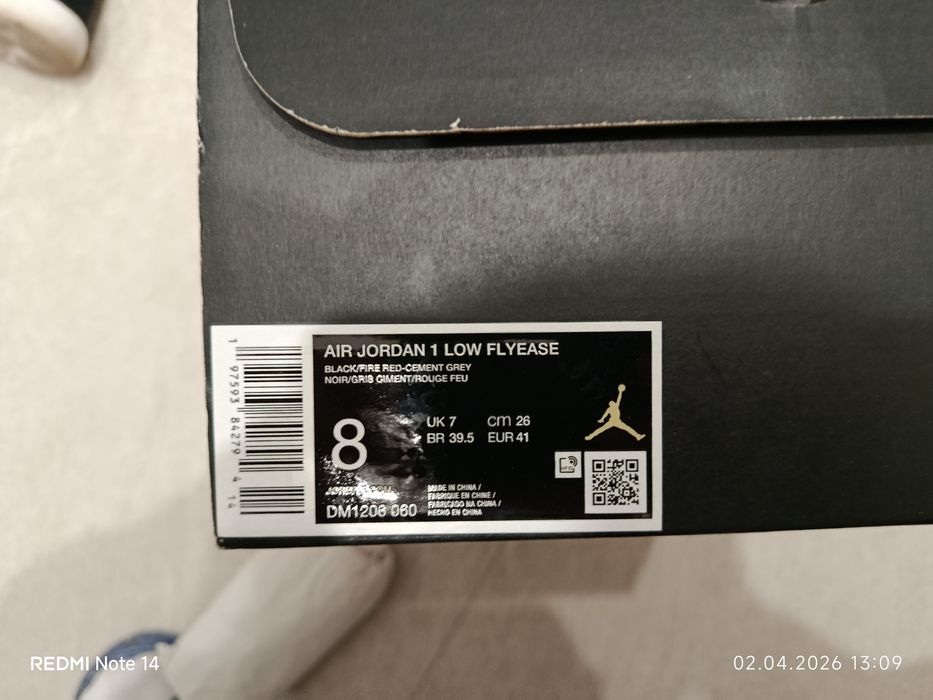 AIR JORDAN 1 LOW FLYEASE
BLACK/FIRE RED-CEMENT GREY
NOIR/GRIS CIMENT/ROUGE FEU
8
UK 7 cm 26
BR 39.5 EUR 41
MADE IN CHINA /
FABRIQUE EN CHINE /
FABRICADO NA CHINA /
HECHO EN CHINA
DM1206 060
1 97593 84279 4 14
REDMI Note 14
02.04.2026 13:09